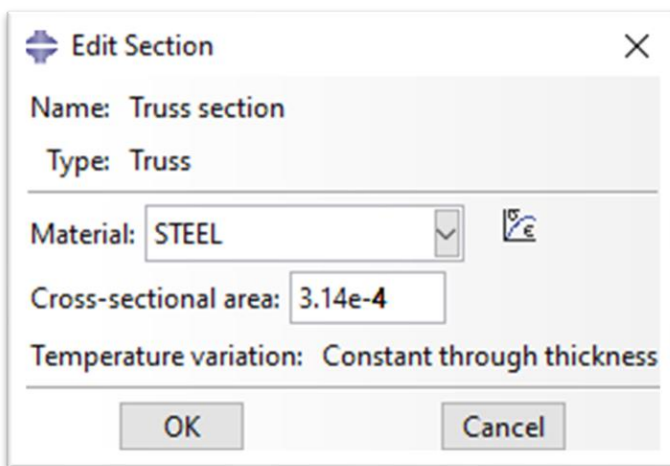 Edit Section
Name: Truss section
Type: Truss
Material: STEEL
σ ε
Cross-sectional area: 3.14e-4
Temperature variation: Constant through thickness
OK Cancel